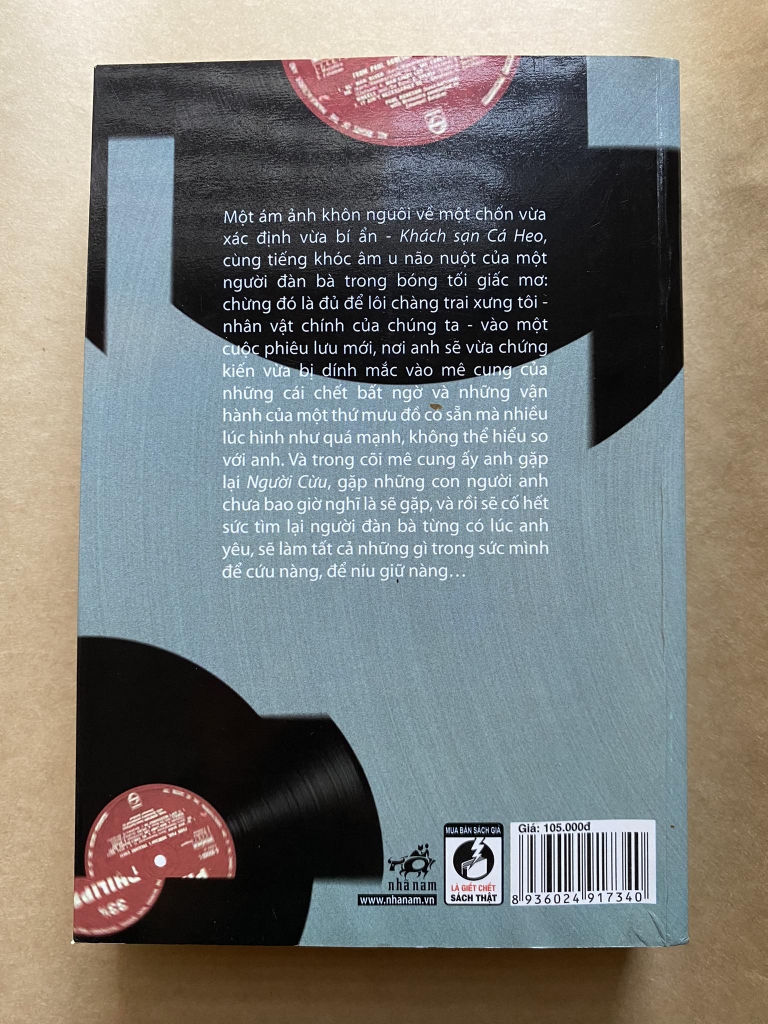 Một ám ảnh khôn nguôi về một chốn vừa
xác định vừa bí ẩn - Khách sạn Cá Heo,
cùng tiếng khóc âm u não nuột của một
người đàn bà trong bóng tối giấc mơ:
chừng đó là đủ để lôi chàng trai xưng tôi -
nhân vật chính của chúng ta - vào một
cuộc phiêu lưu mới, nơi anh sẽ vừa chứng
kiến vừa bị dính mắc vào mê cung của
những cái chết bất ngờ và những vận
hành của một thứ mưu đồ có sẵn mà nhiều
lúc hình như quá mạnh, không thể hiểu so
với anh. Và trong cõi mê cung ấy anh gặp
lại Người Cừu, gặp những con người anh
chưa bao giờ nghĩ là sẽ gặp, và rồi sẽ cố hết
sức tìm lại người đàn bà từng có lúc anh
yêu, sẽ làm tất cả những gì trong sức mình
để cứu nàng, để níu giữ nàng...
nhã nam
www.nhanam.vn
MUA BÁN SÁCH GIẢ
LÀ GIẾT CHẾT
SÁCH THẬT
Giá: 105.000đ
8 936024 917340